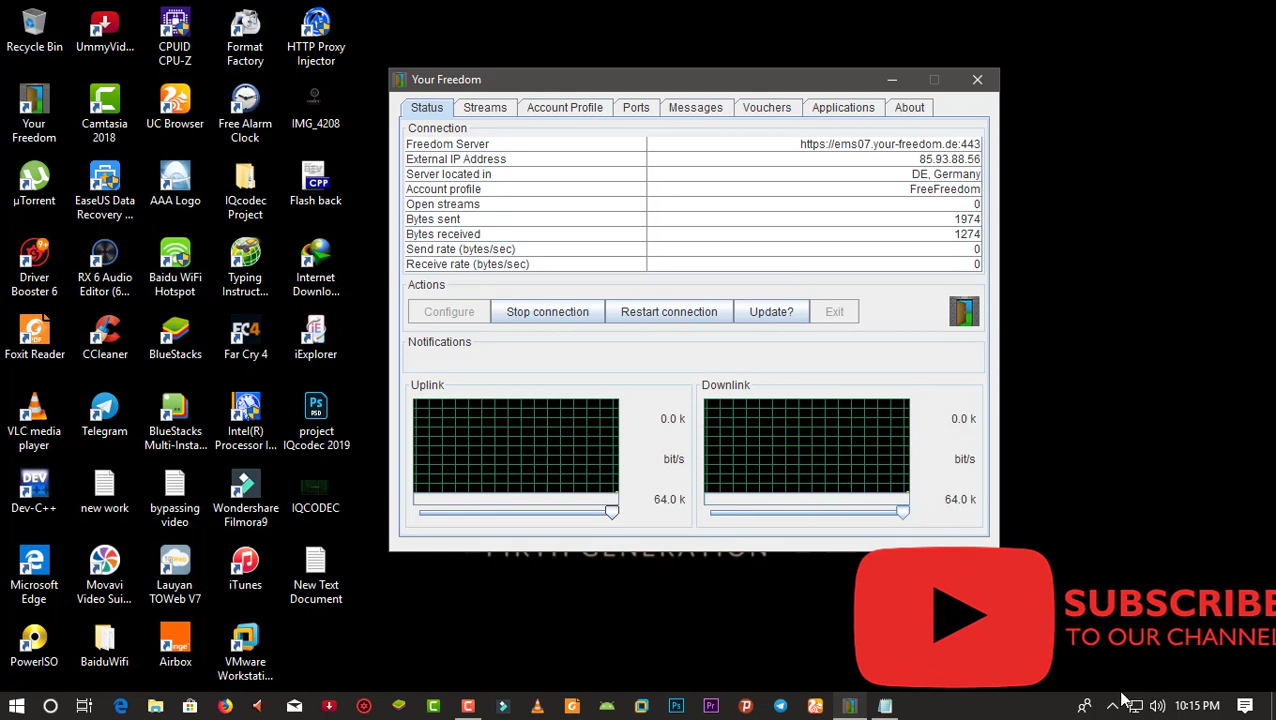 Recycle Bin
UmmyVid...
CPUID
CPU-Z
Format
Factory
HTTP Proxy
Injector
Your
Freedom
Camtasia
2018
UC Browser
Free Alarm
Clock
IMG_4208
µTorrent
EaseUS Data
Recovery ...
AAA Logo
IQcodec
Project
CPP
Flash back
9+
Driver
Booster 6
RX 6 Audio
Editor (6...
Baidu WiFi
Hotspot
Typing
Instruct...
Internet
Downlo...
Foxit Reader
CCleaner
BlueStacks
FC4
Far Cry 4
iE
iExplorer
VLC media
player
Telegram
BlueStacks
Multi-Insta...
Intel(R)
Processor I...
Ps
PSD
project
IQcodec 2019
DEV
Dev-C++
new work
bypassing
video
Wondershare
Filmora9
IQCODEC
Microsoft
Edge
Movavi
Video Sui...
Lauyan
TOWeb V7
iTunes
New Text
Document
PowerISO
BaiduWifi
inge
Airbox
VMware
Workstati...
Your Freedom
Status
Streams
Account Profile
Ports
Messages
Vouchers
Applications
About
Connection
Freedom Server https://ems07.your-freedom.de:443
External IP Address 85.93.88.56
Server located in DE, Germany
Account profile FreeFreedom
Open streams 0
Bytes sent 1974
Bytes received 1274
Send rate (bytes/sec) 0
Receive rate (bytes/sec) 0
Actions
Configure
Stop connection
Restart connection
Update?
Exit
Notifications
Uplink
0.0 k
bit/s
64.0 k
Downlink
0.0 k
bit/s
64.0 k
GENERATION
SUBSCRIBE
TO OUR CHANNEL
10:15 PM